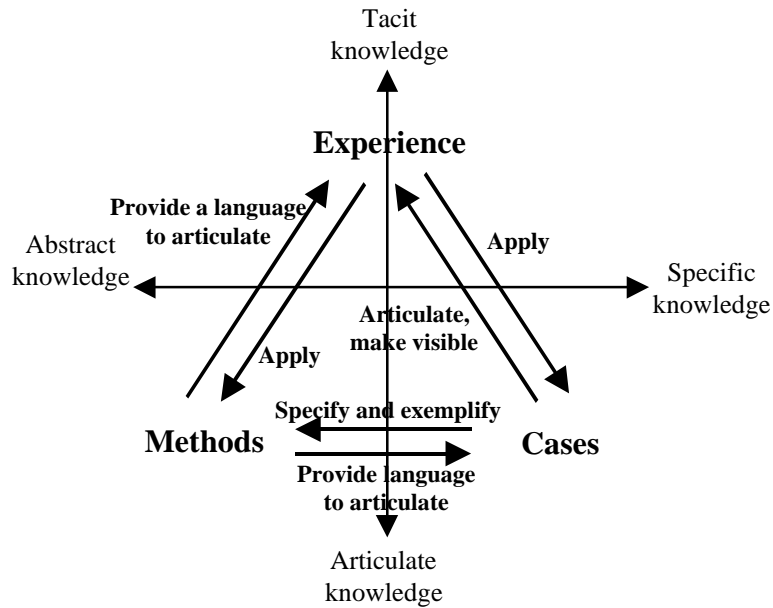 Tacit
knowledge
Experience
Provide a language
to articulate
Apply
Abstract
knowledge
Specific
knowledge
Articulate,
make visible
Apply
Specify and exemplify
Methods
Cases
Provide language
to articulate
Articulate
knowledge